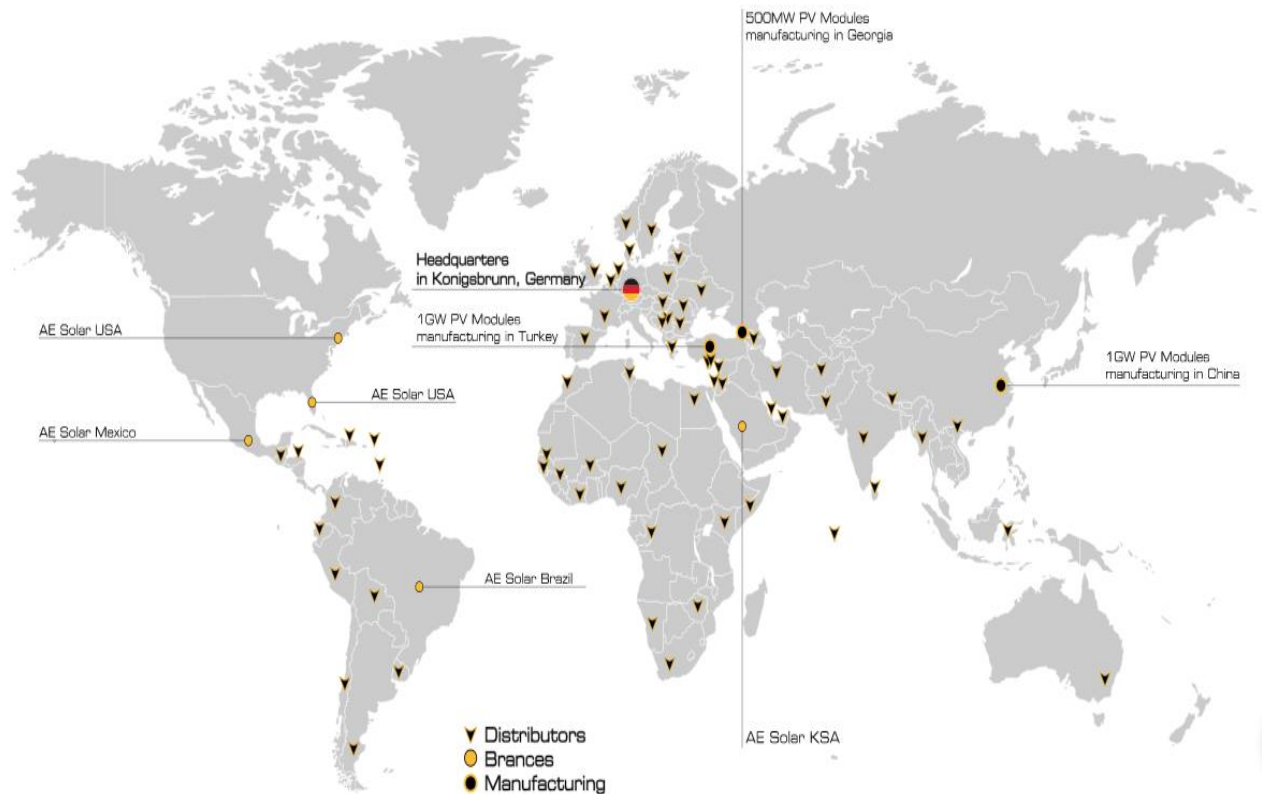 500MW PV Modules
manufacturing in Georgia
Headquarters
in Konigsbrunn, Germany
AE Solar USA
1GW PV Modules
manufacturing in Turkey
1GW PV Modules
manufacturing in China
AE Solar USA
AE Solar Mexico
AE Solar Brazil
AE Solar KSA
Distributors
Brances
Manufacturing